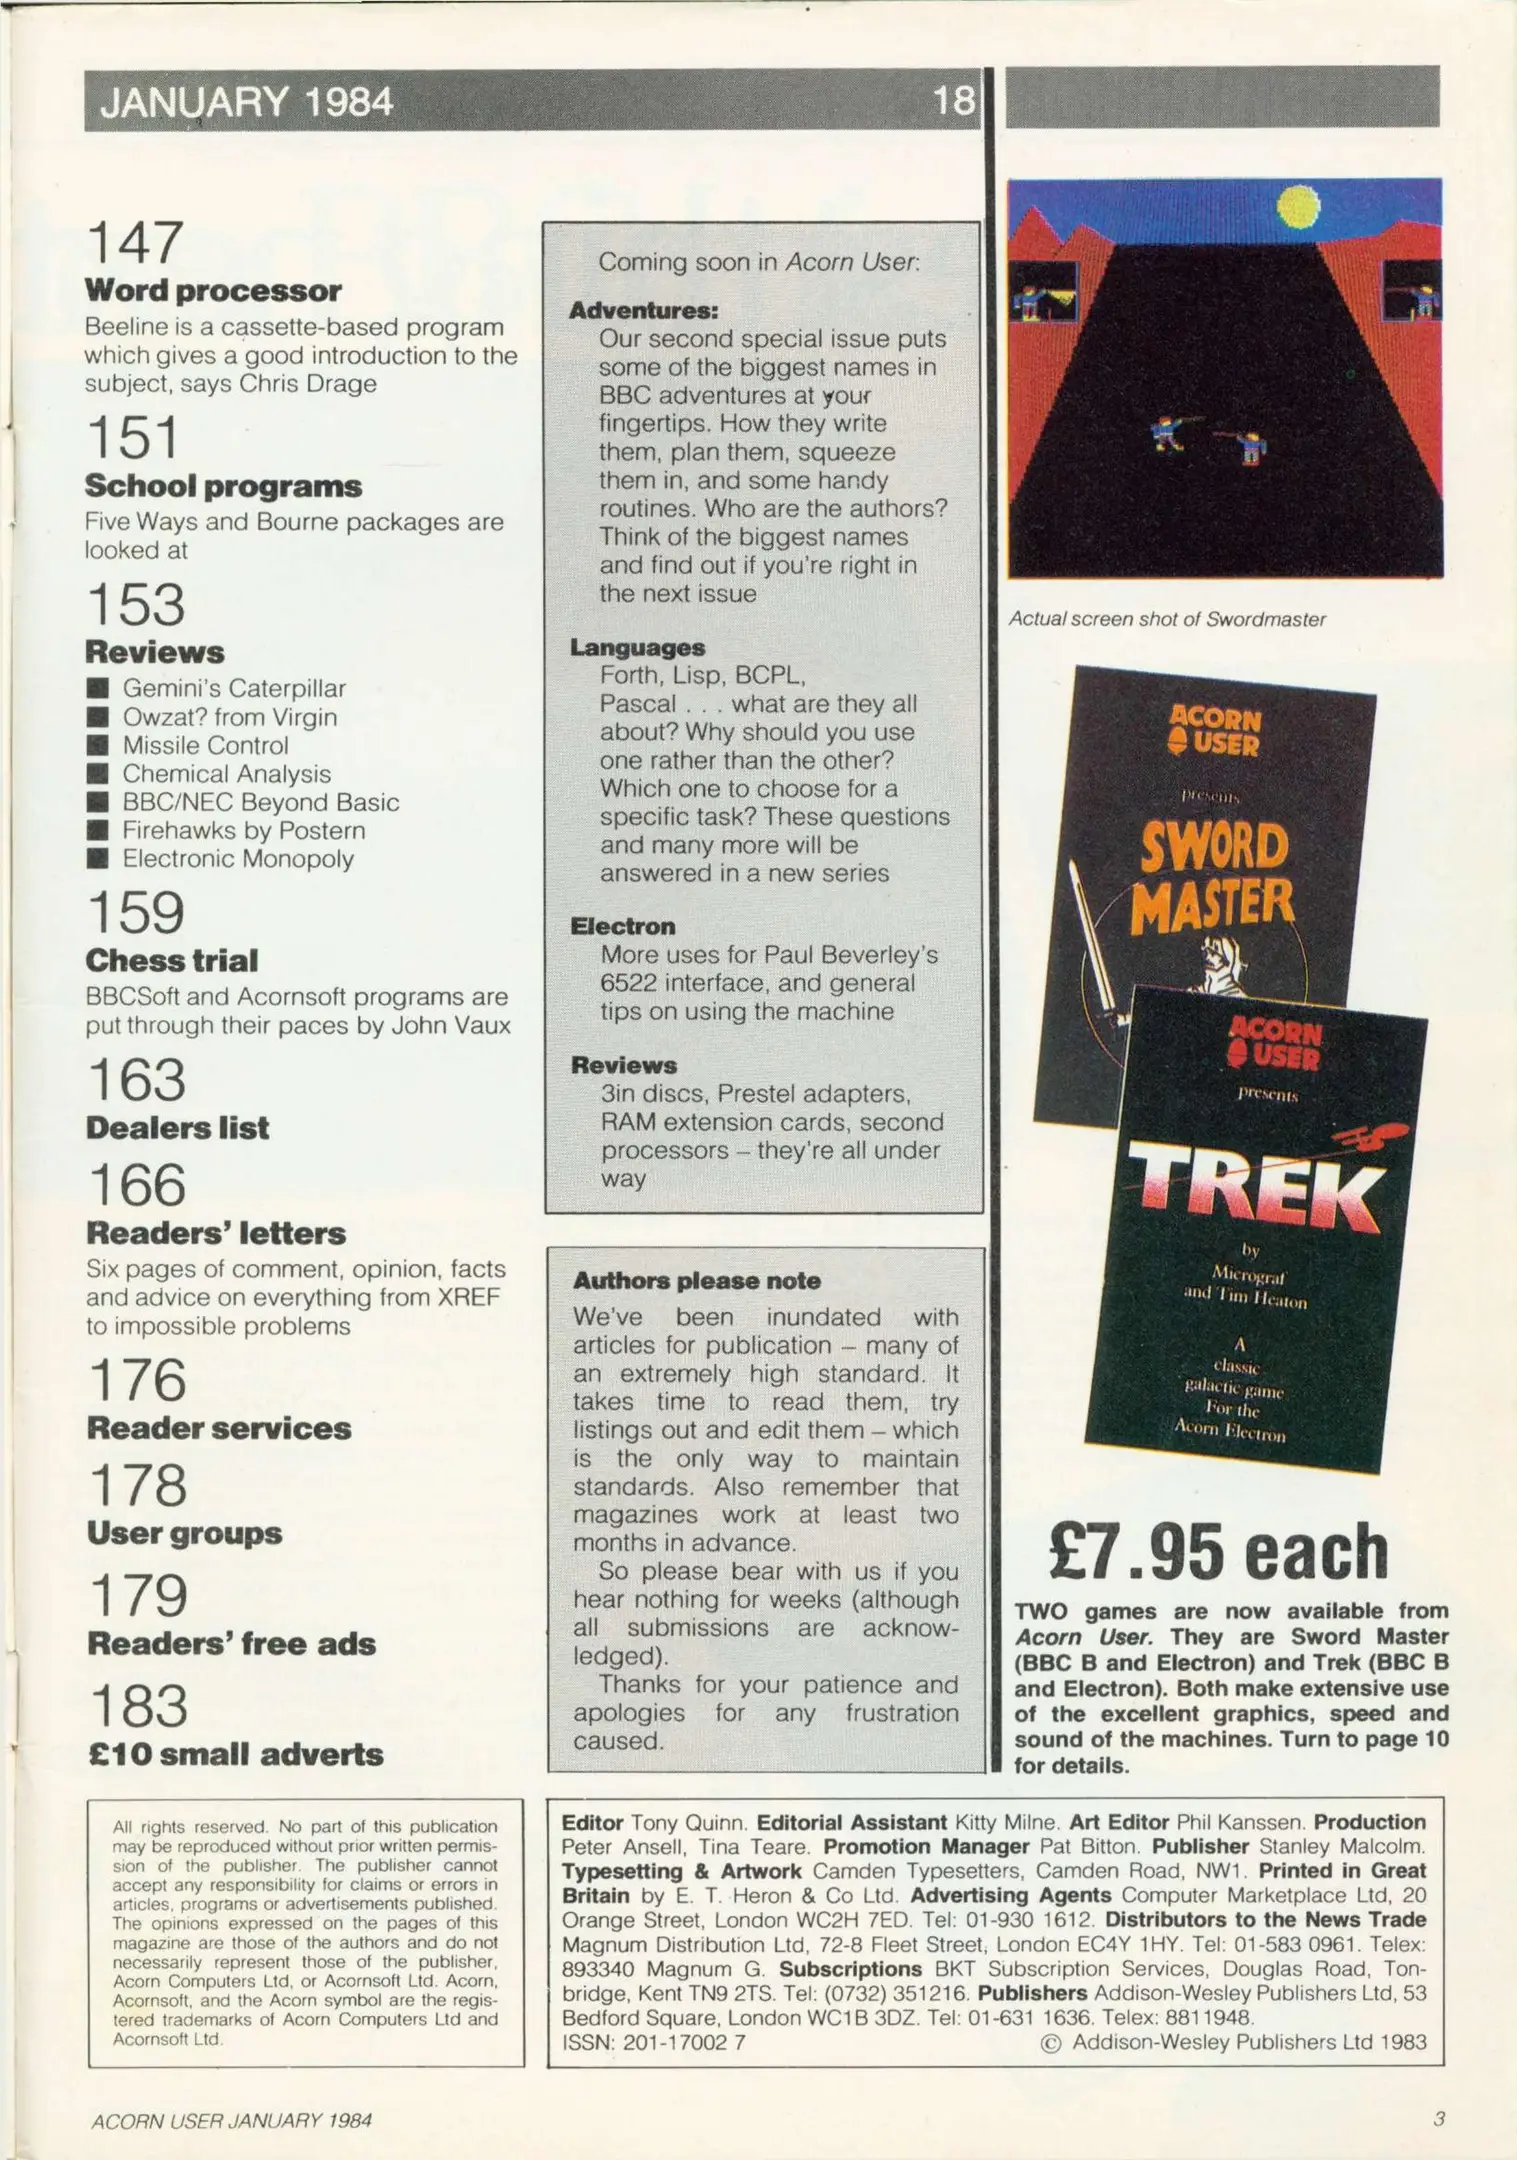 JANUARY 1984
18
147
Word processor
Beeline is a cassette-based program
which gives a good introduction to the
subject, says Chris Drage
151
School programs
Five Ways and Bourne packages are
looked at
153
Reviews
■ Gemini's Caterpillar
■ Owzat? from Virgin
■ Missile Control
■ Chemical Analysis
■ BBC/NEC Beyond Basic
■ Firehawks by Postern
■ Electronic Monopoly
159
Chess trial
BBCSoft and Acornsoft programs are
put through their paces by John Vaux
163
Dealers list
166
Readers' letters
Six pages of comment, opinion, facts
and advice on everything from XREF
to impossible problems
176
Reader services
178
User groups
179
Readers' free ads
183
£10 small adverts
Coming soon in Acorn User:
Adventures:
Our second special issue puts
some of the biggest names in
BBC adventures at your
fingertips. How they write
them, plan them, squeeze
them in, and some handy
routines. Who are the authors?
Think of the biggest names
and find out if you're right in
the next issue
Languages
Forth, Lisp, BCPL,
Pascal . . . what are they all
about? Why should you use
one rather than the other?
Which one to choose for a
specific task? These questions
and many more will be
answered in a new series
Electron
More uses for Paul Beverley's
6522 interface, and general
tips on using the machine
Reviews
3in discs, Prestel adapters,
RAM extension cards, second
processors – they're all under
way
Authors please note
We've been inundated with
articles for publication – many of
an extremely high standard. It
takes time to read them, try
listings out and edit them – which
is the only way to maintain
standards. Also remember that
magazines work at least two
months in advance.
So please bear with us if you
hear nothing for weeks (although
all submissions are acknow-
ledged).
Thanks for your patience and
apologies for any frustration
caused.
Actual screen shot of Swordmaster
ACORN
USER
presents
SWORD
MASTER
ACORN
USER
presents
TREK
by
Micrograf
and Tim Heaton
A
classic
galactic game
For the
Acorn Electron
£7.95 each
TWO games are now available from
Acorn User. They are Sword Master
(BBC B and Electron) and Trek (BBC B
and Electron). Both make extensive use
of the excellent graphics, speed and
sound of the machines. Turn to page 10
for details.
All rights reserved. No part of this publication
may be reproduced without prior written permis-
sion of the publisher. The publisher cannot
accept any responsibility for claims or errors in
articles, programs or advertisements published.
The opinions expressed on the pages of this
magazine are those of the authors and do not
necessarily represent those of the publisher,
Acorn Computers Ltd, or Acornsoft Ltd. Acorn,
Acornsoft, and the Acorn symbol are the regis-
tered trademarks of Acorn Computers Ltd and
Acornsoft Ltd.
Editor Tony Quinn. Editorial Assistant Kitty Milne. Art Editor Phil Kanssen. Production
Peter Ansell, Tina Teare. Promotion Manager Pat Bitton. Publisher Stanley Malcolm.
Typesetting & Artwork Camden Typesetters, Camden Road, NW1. Printed in Great
Britain by E. T. Heron & Co Ltd. Advertising Agents Computer Marketplace Ltd, 20
Orange Street, London WC2H 7ED. Tel: 01-930 1612. Distributors to the News Trade
Magnum Distribution Ltd, 72-8 Fleet Street, London EC4Y 1HY. Tel: 01-583 0961. Telex:
893340 Magnum G. Subscriptions BKT Subscription Services, Douglas Road, Ton-
bridge, Kent TN9 2TS. Tel: (0732) 351216. Publishers Addison-Wesley Publishers Ltd, 53
Bedford Square, London WC1B 3DZ. Tel: 01-631 1636. Telex: 8811948.
ISSN: 201-17002 7 © Addison-Wesley Publishers Ltd 1983
ACORN USER JANUARY 1984
3